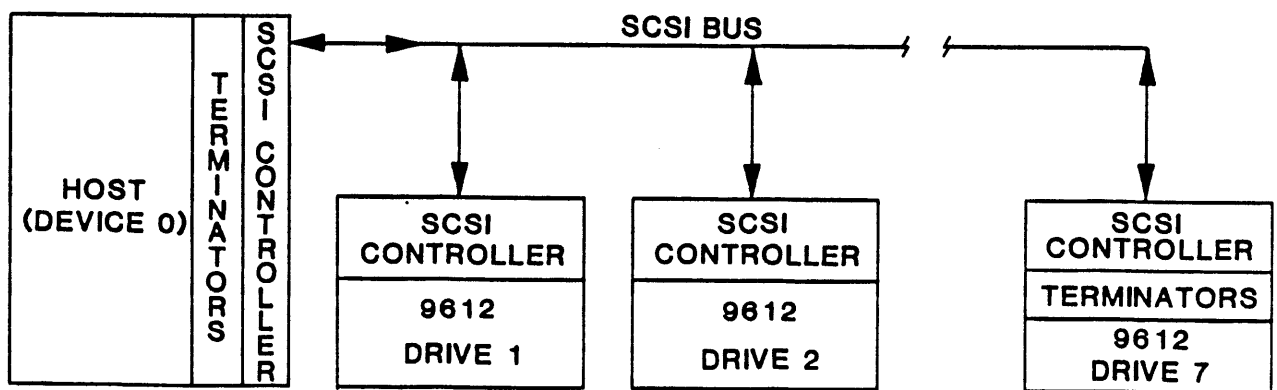 HOST
(DEVICE 0)
TERMINATORS
SCSI CONTROLLER
SCSI BUS
SCSI
CONTROLLER
9612
DRIVE 1
SCSI
CONTROLLER
9612
DRIVE 2
SCSI
CONTROLLER
TERMINATORS
9612
DRIVE 7